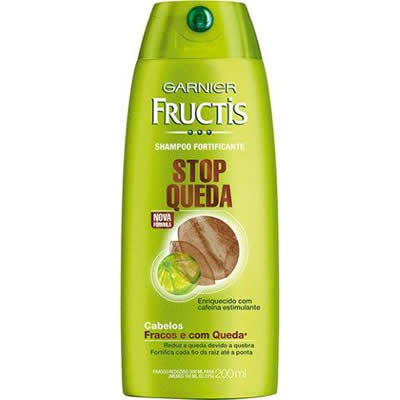 GARNIER
FRUCTIS
SHAMPOO FORTIFICANTE
STOP
QUEDA
NOVA
FÓRMULA
Enriquecido com
cafeína estimulante
Cabelos
Fracos e com Queda*
Reduz a queda devido a quebra
Fortifica cada fio da raiz até a ponta
200ml